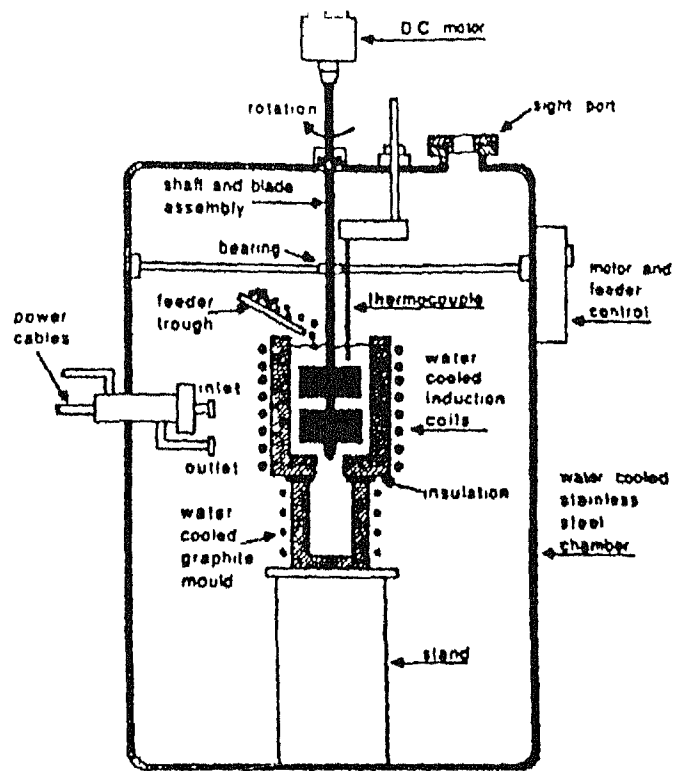 DC motor
rotation
sight port
shaft and blade
assembly
bearing
thermocouple
motor and
feeder
control
feeder
trough
power
cables
inlet
water
cooled
induction
coils
outlet
insulation
water cooled
stainless
steel
chamber
water
cooled
graphite
mould
stand